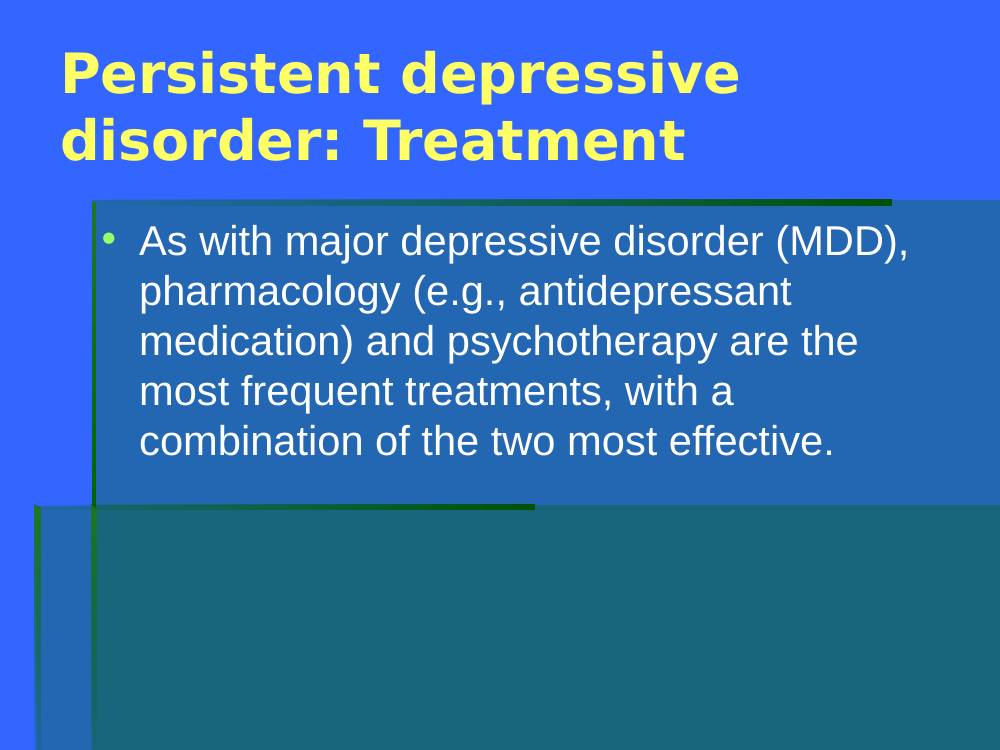 Persistent depressive
disorder: Treatment
• As with major depressive disorder (MDD),
pharmacology (e.g., antidepressant
medication) and psychotherapy are the
most frequent treatments, with a
combination of the two most effective.